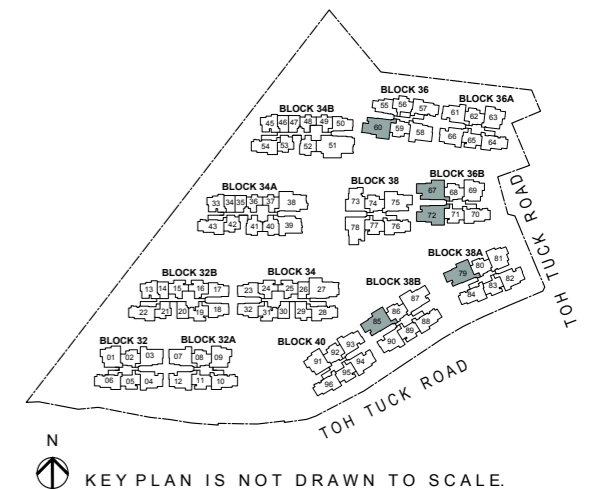 BLOCK 36
55 56 57
BLOCK 36A
60 59 58
61 62 63
66 65 64
BLOCK 34B
45 46 47 48 49 50
54 53 52 51
BLOCK 34A
33 34 35 36 37 38
43 42 41 40 39
BLOCK 38
73 74 75
78 77 76
BLOCK 36B
67 68 69
72 71 70
BLOCK 32B
13 14 15 16 17
22 21 20 19 18
BLOCK 34
23 24 25 26 27
32 31 30 29 28
BLOCK 38A
79 80 81
84 83 82
BLOCK 38B
85 86 87
90 89 88
BLOCK 32
01 02 03
06 05 04
BLOCK 32A
07 08 09
12 11 10
BLOCK 40
91 92 93
96 95 94
TOH TUCK ROAD
TOH TUCK ROAD
N
KEY PLAN IS NOT DRAWN TO SCALE.